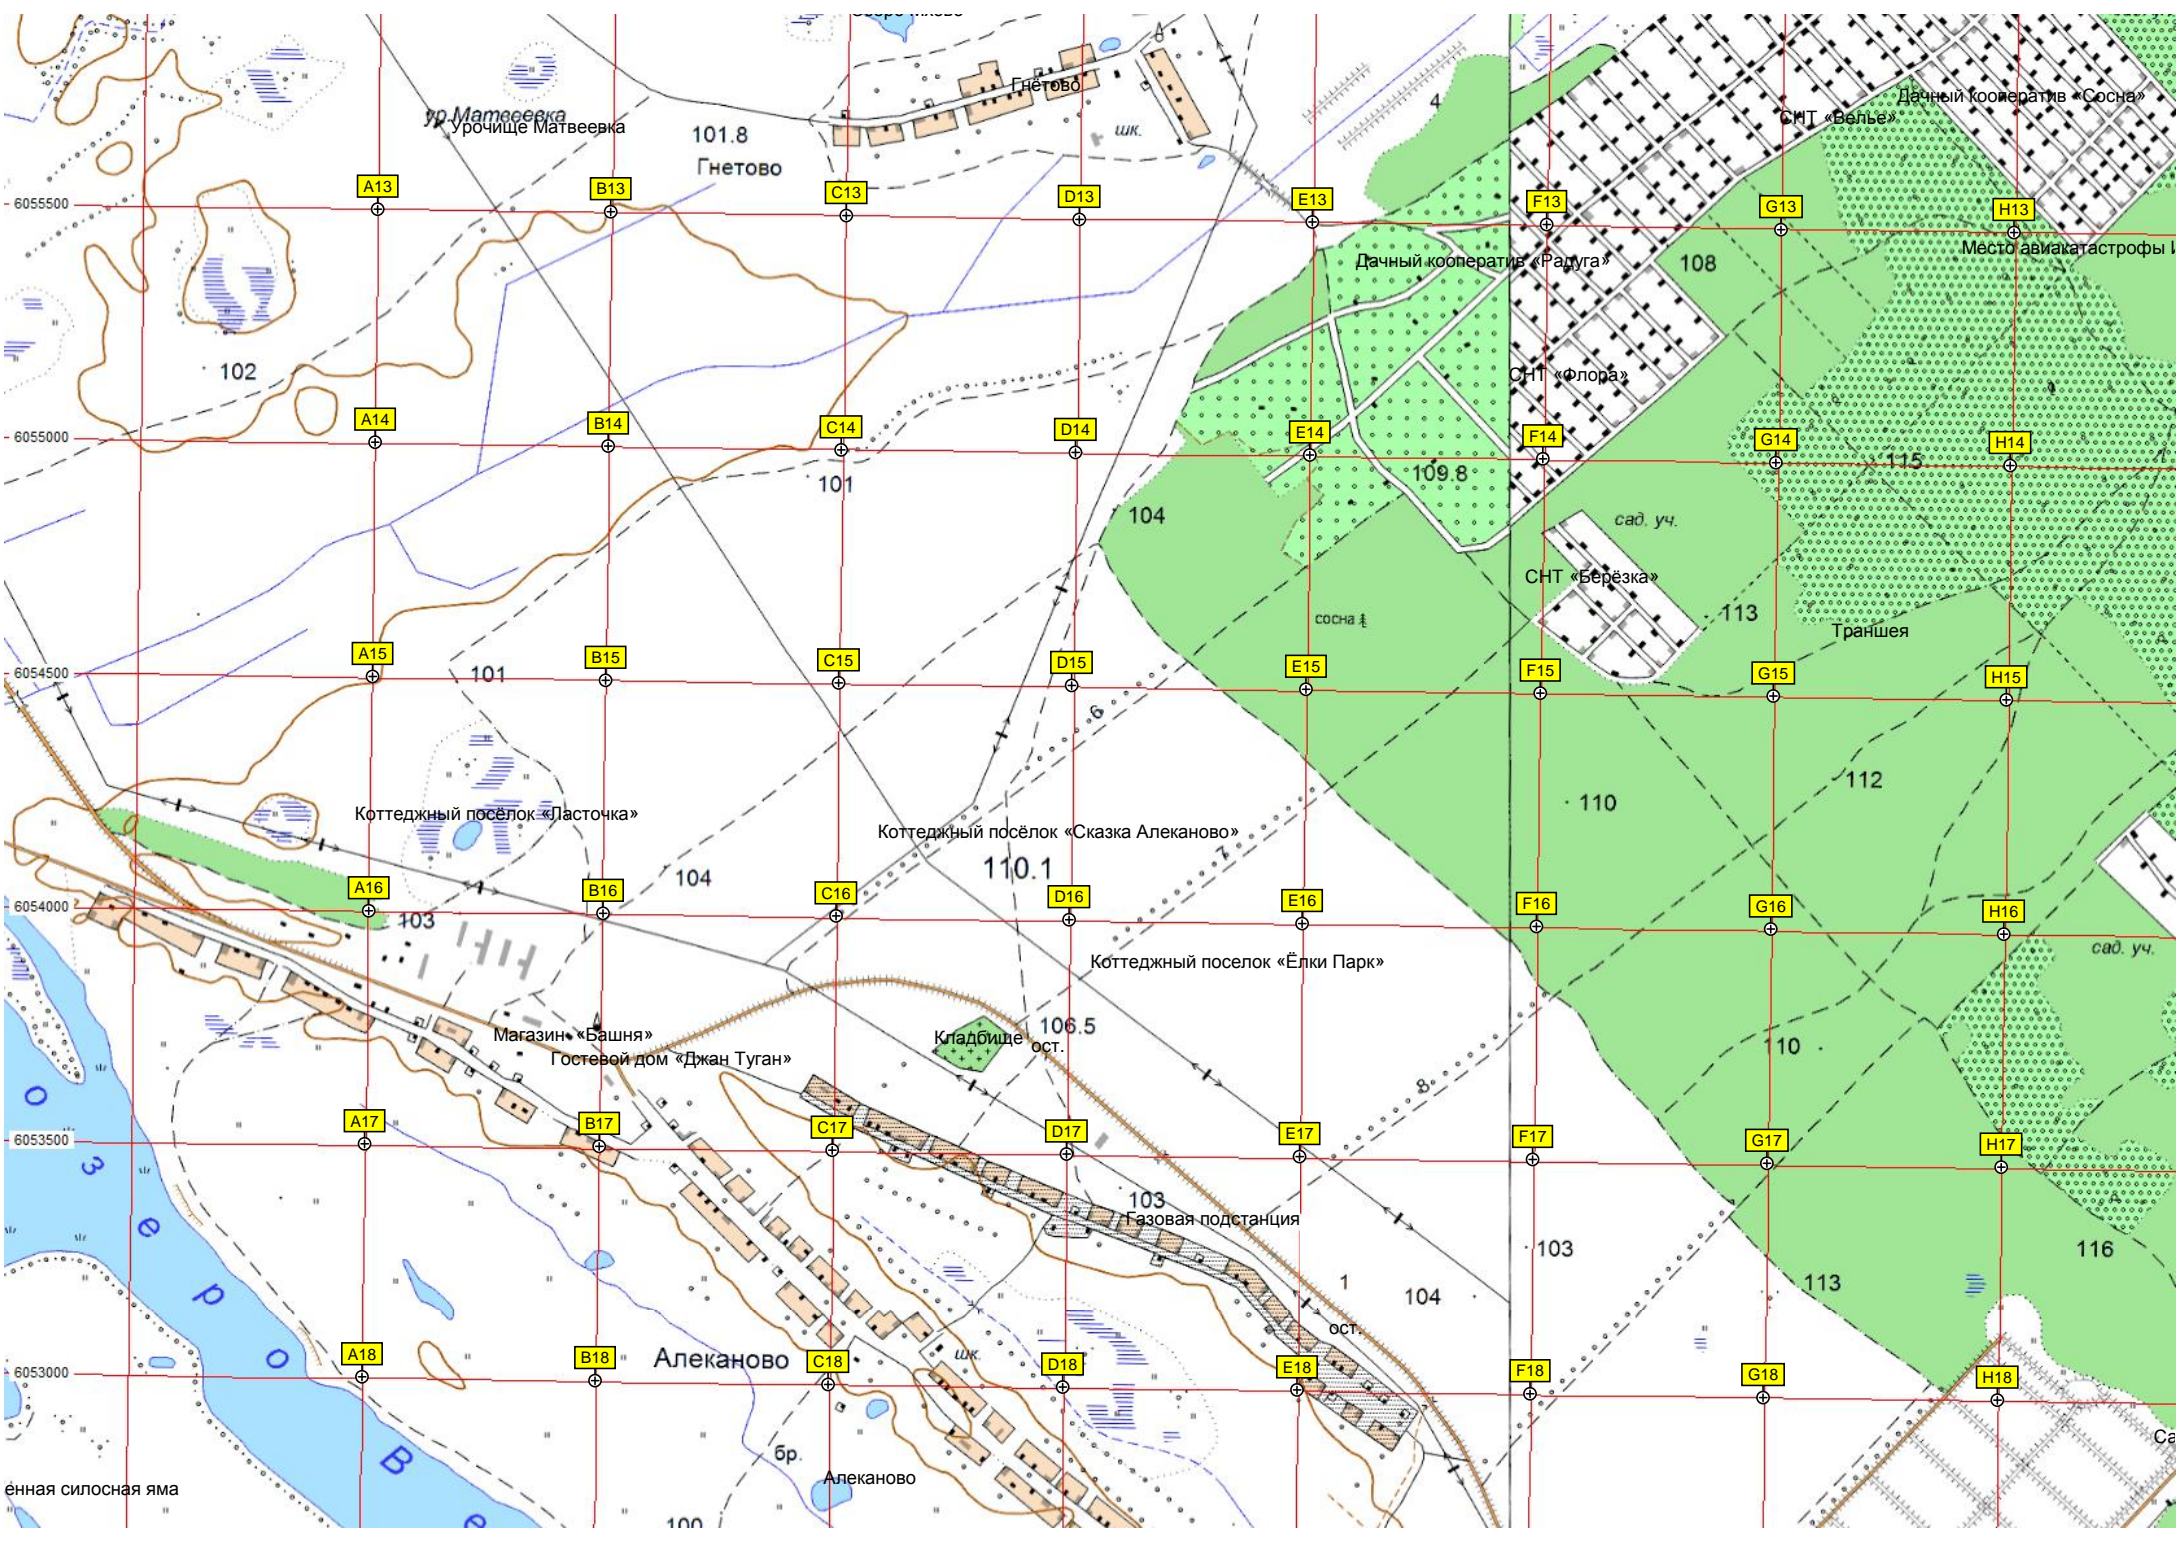 Гнётово
ур.Матвеевка
Урочище Матвеевка
101.8
Гнетово
шк.
4
Дачный кооператив «Сосна»
СНТ «Велье»
6055500
A13
B13
C13
D13
E13
F13
G13
H13
Место авиакатастрофы
Дачный кооператив «Радуга»
108
102
СНТ «Флора»
6055000
A14
B14
C14
D14
E14
F14
G14
H14
101
109.8
115
104
сад. уч.
СНТ «Берёзка»
сосна
113
Траншея
6054500
A15
B15
C15
D15
E15
F15
G15
H15
101
6
112
110
Коттеджный посёлок «Ласточка»
Коттеджный посёлок «Сказка Алеканово»
7
110.1
104
6054000
A16
B16
C16
D16
E16
F16
G16
H16
103
сад. уч.
Коттеджный поселок «Ёлки Парк»
Магазин «Башня»
106.5
Кладбище
ост.
110
Гостевой дом «Джан Туган»
8
6053500
A17
B17
C17
D17
E17
F17
G17
H17
103
Газовая подстанция
103
116
1
104
113
ост.
6053000
A18
B18
Алеканово
C18
шк.
D18
E18
F18
G18
H18
бр.
Алеканово
енная силосная яма
100
о з е р о В е